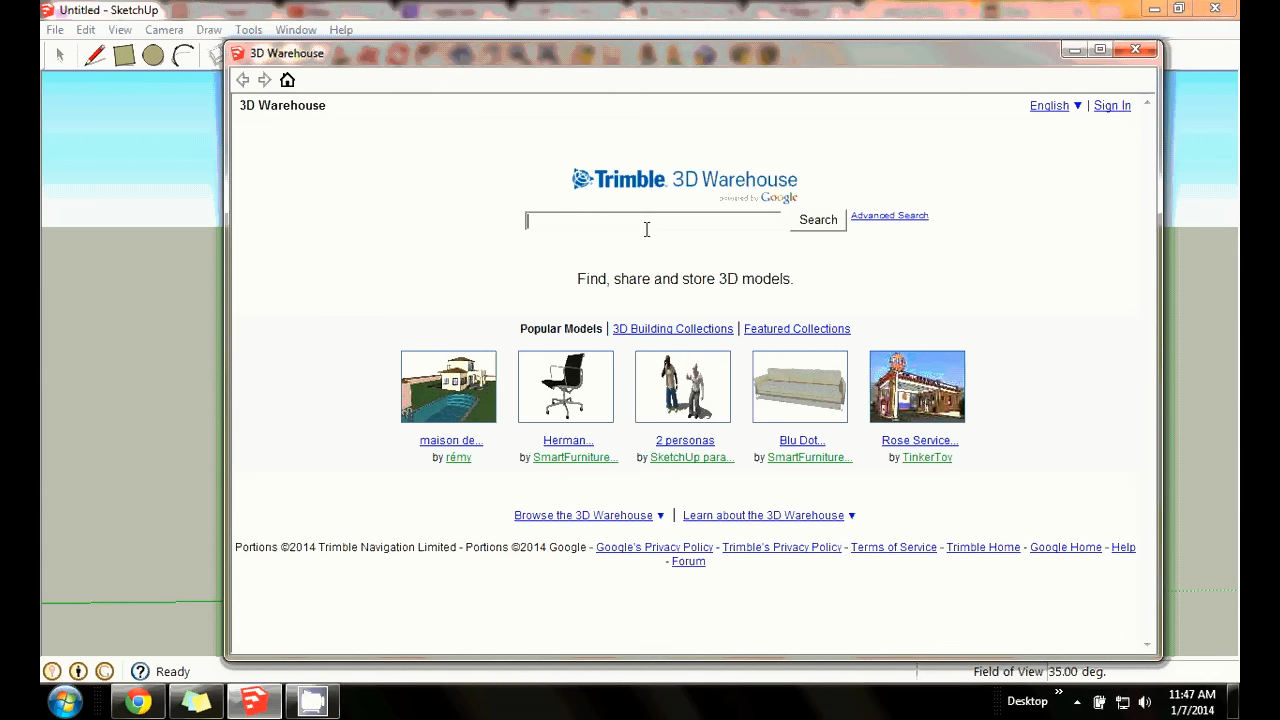 Untitled - SketchUp
File Edit View Camera Draw Tools Window Help
3D Warehouse
3D Warehouse
English ▼ | Sign In
Trimble. 3D Warehouse
powered by Google
Search Advanced Search
Find, share and store 3D models.
Popular Models | 3D Building Collections | Featured Collections
maison de... Herman... 2 personas Blu Dot... Rose Service...
by rémy by SmartFurniture... by SketchUp para... by SmartFurniture... by TinkerToy
Browse the 3D Warehouse ▼ | Learn about the 3D Warehouse ▼
Portions ©2014 Trimble Navigation Limited - Portions ©2014 Google - Google's Privacy Policy - Trimble's Privacy Policy - Terms of Service - Trimble Home - Google Home - Help
- Forum
Ready Field of View 35.00 deg.
Desktop 11:47 AM
1/7/2014